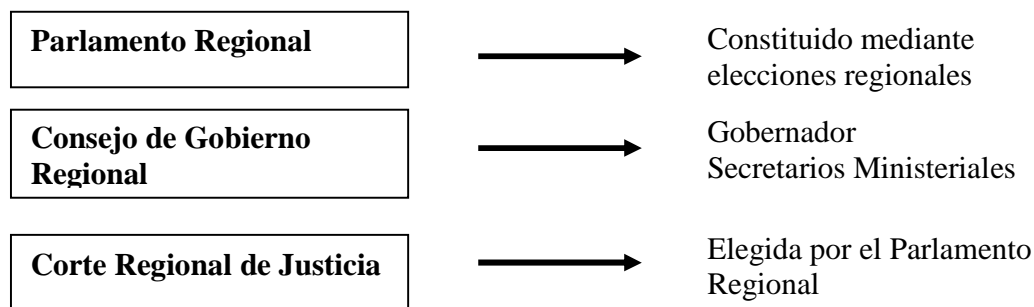 Parlamento Regional
Constituido mediante
elecciones regionales
Consejo de Gobierno
Regional
Gobernador
Secretarios Ministeriales
Corte Regional de Justicia
Elegida por el Parlamento
Regional